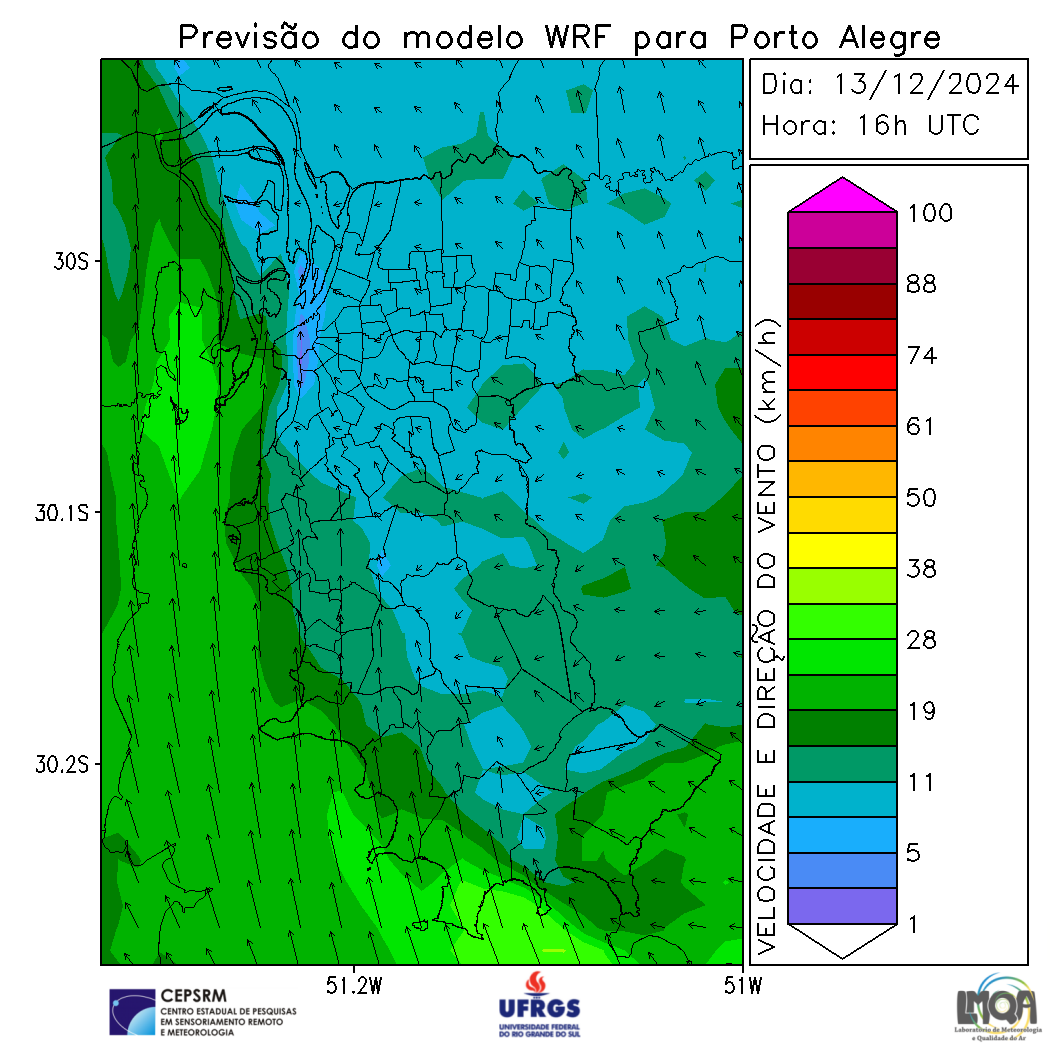 Previsão do modelo WRF para Porto Alegre
Dia: 13/12/2024
Hora: 16h UTC
30S
30.1S
30.2S
51.2W
51W
VELOCIDADE E DIREÇÃO DO VENTO (km/h)
100
88
74
61
50
38
28
19
11
5
1
CEPSRM
CENTRO ESTADUAL DE PESQUISAS
EM SENSORIAMENTO REMOTO
E METEOROLOGIA
UFRGS
UNIVERSIDADE FEDERAL
DO RIO GRANDE DO SUL
LMQA
Laboratório de Meteorologia
e Qualidade do Ar